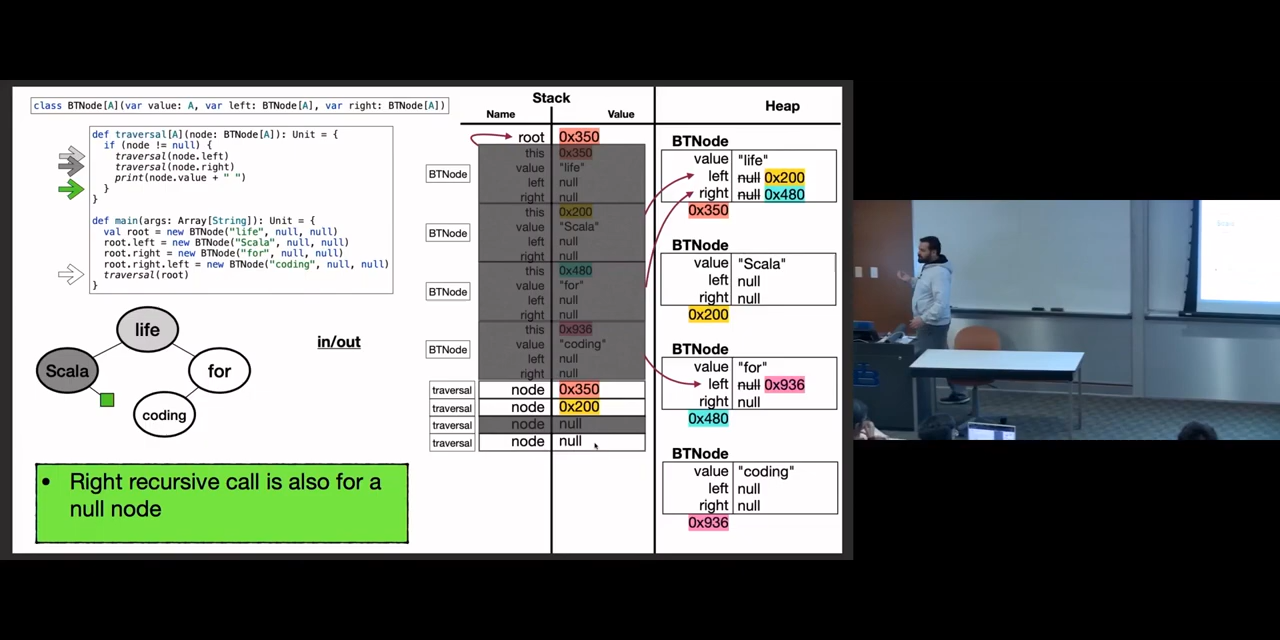 class BTNode[A](var value: A, var left: BTNode[A], var right: BTNode[A])
def traversal[A](node: BTNode[A]): Unit = {
if (node != null) {
traversal(node.left)
traversal(node.right)
print(node.value + " ")
}
}
def main(args: Array[String]): Unit = {
val root = new BTNode("life", null, null)
root.left = new BTNode("Scala", null, null)
root.right = new BTNode("for", null, null)
root.right.left = new BTNode("coding", null, null)
traversal(root)
}
life
Scala
for
coding
in/out
• Right recursive call is also for a
null node
Stack
Name Value
root 0x350
this 0x350
BTNode value "life"
left null
right null
this 0x200
BTNode value "Scala"
left null
right null
this 0x480
BTNode value "for"
left null
right null
this 0x936
BTNode value "coding"
left null
right null
traversal node 0x350
traversal node 0x200
traversal node null
traversal node null
Heap
BTNode
value "life"
left null 0x200
right null 0x480
0x350
BTNode
value "Scala"
left null
right null
0x200
BTNode
value "for"
left null 0x936
right null
0x480
BTNode
value "coding"
left null
right null
0x936